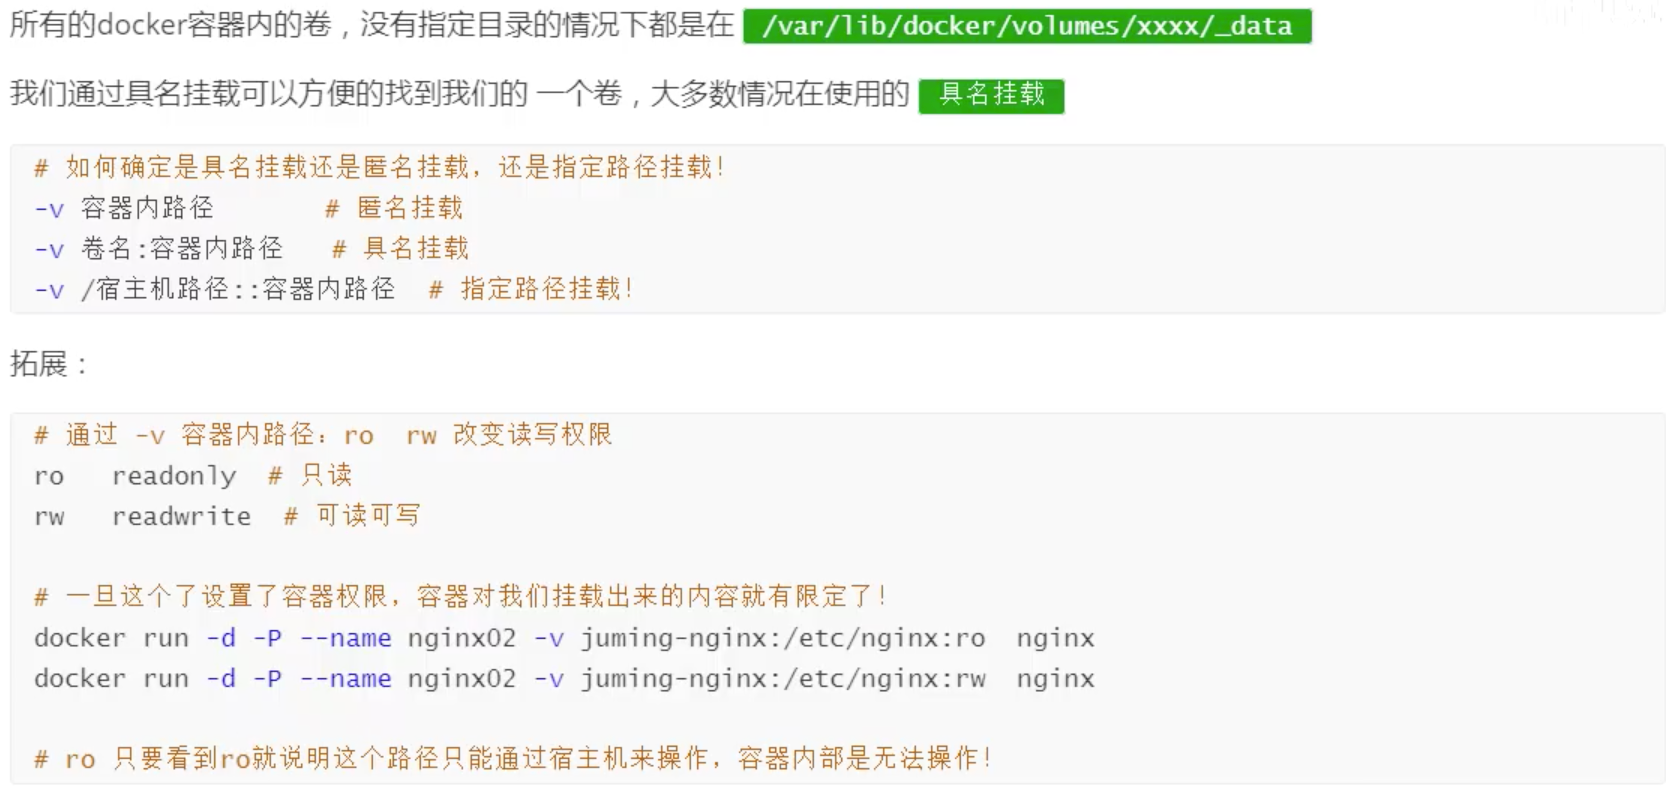 所有的docker容器内的卷，没有指定目录的情况下都是在 /var/lib/docker/volumes/xxxx/_data
我们通过具名挂载可以方便的找到我们的 一个卷，大多数情况在使用的 具名挂载
# 如何确定是具名挂载还是匿名挂载，还是指定路径挂载！
-v 容器内路径 # 匿名挂载
-v 卷名:容器内路径 # 具名挂载
-v /宿主机路径::容器内路径 # 指定路径挂载！
拓展：
# 通过 -v 容器内路径：ro rw 改变读写权限
ro readonly # 只读
rw readwrite # 可读可写
# 一旦这个了设置了容器权限，容器对我们挂载出来的内容就有限定了！
docker run -d -P --name nginx02 -v juming-nginx:/etc/nginx:ro nginx
docker run -d -P --name nginx02 -v juming-nginx:/etc/nginx:rw nginx
# ro 只要看到ro就说明这个路径只能通过宿主机来操作，容器内部是无法操作！